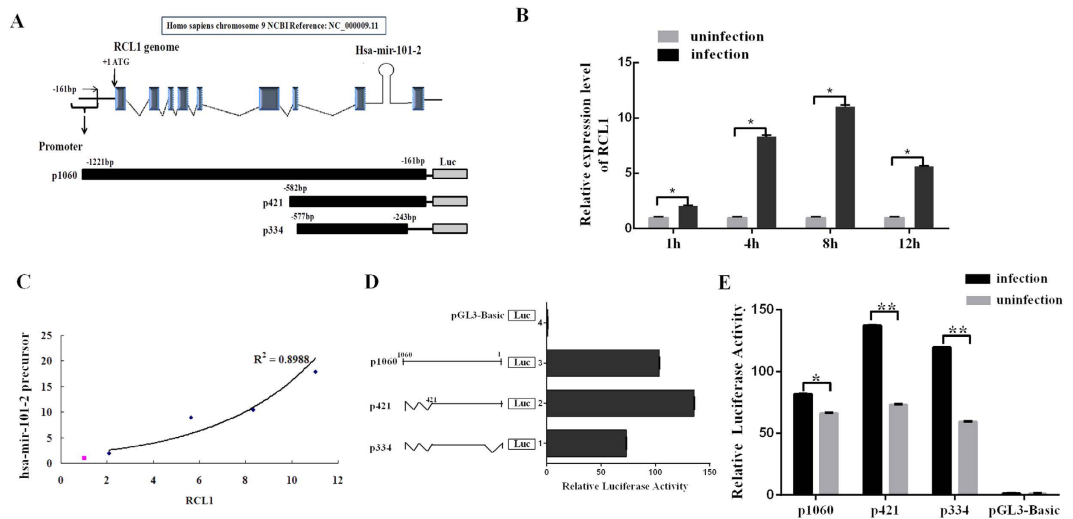 A
Homo sapiens chromosome 9 NCBI Reference: NC_000009.11
RCL1 genome
+1 ATG
Hsa-mir-101-2
-161bp
Promoter
-1221bp
-161bp
Luc
p1060
-582bp
p421
-577bp
-243bp
p334
B
uninfection
infection
Relative expression level
of RCL1
15
10
5
0
*
*
*
*
1h
4h
8h
12h
C
hsa-mir-101-2 precursor
25
20
15
10
5
0
R² = 0.8988
0
2
4
6
8
10
12
RCL1
D
pGL3-Basic
Luc
4
p1060
1060
1
Luc
3
p421
421
Luc
2
p334
Luc
1
0
50
100
150
Relative Luciferase Activity
E
infection
uninfection
Relative Luciferase Activity
150
100
50
0
*
**
**
p1060
p421
p334
pGL3-Basic